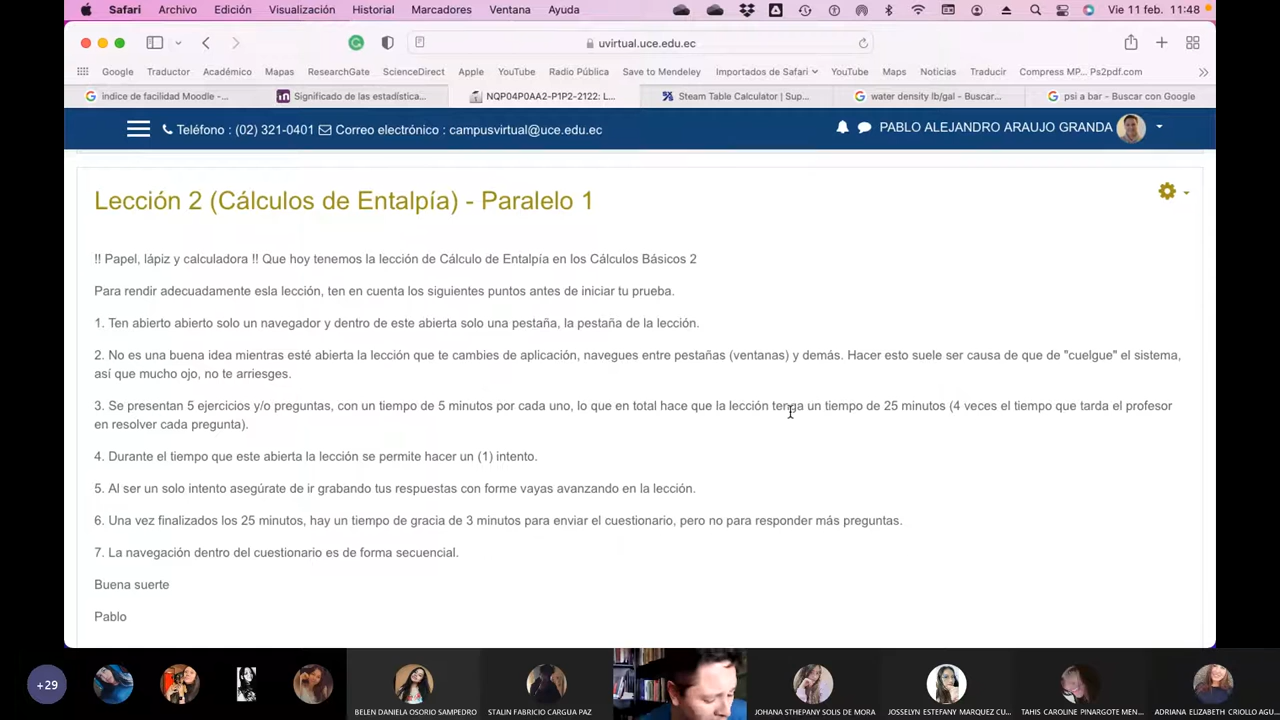 Safari Archivo Edición Visualización Historial Marcadores Ventana Ayuda Vie 11 feb. 11:48
uvirtual.uce.edu.ec
Google Traductor Académico Mapas ResearchGate ScienceDirect Apple YouTube Radio Pública Save to Mendeley Importados de Safari YouTube Maps Noticias Traducir Compress MP... Ps2pdf.com
índice de facilidad Moodle -... Significado de las estadística... NQP04P0AA2-P1P2-2122: L... Steam Table Calculator | Sup... water density lb/gal - Buscar... psi a bar - Buscar con Google
Teléfono : (02) 321-0401 Correo electrónico : campusvirtual@uce.edu.ec PABLO ALEJANDRO ARAUJO GRANDA
Lección 2 (Cálculos de Entalpía) - Paralelo 1
!! Papel, lápiz y calculadora !! Que hoy tenemos la lección de Cálculo de Entalpía en los Cálculos Básicos 2
Para rendir adecuadamente esla lección, ten en cuenta los siguientes puntos antes de iniciar tu prueba.
1. Ten abierto abierto solo un navegador y dentro de este abierta solo una pestaña, la pestaña de la lección.
2. No es una buena idea mientras esté abierta la lección que te cambies de aplicación, navegues entre pestañas (ventanas) y demás. Hacer esto suele ser causa de que de "cuelgue" el sistema,
así que mucho ojo, no te arriesges.
3. Se presentan 5 ejercicios y/o preguntas, con un tiempo de 5 minutos por cada uno, lo que en total hace que la lección tenga un tiempo de 25 minutos (4 veces el tiempo que tarda el profesor
en resolver cada pregunta).
4. Durante el tiempo que este abierta la lección se permite hacer un (1) intento.
5. Al ser un solo intento asegúrate de ir grabando tus respuestas con forme vayas avanzando en la lección.
6. Una vez finalizados los 25 minutos, hay un tiempo de gracia de 3 minutos para enviar el cuestionario, pero no para responder más preguntas.
7. La navegación dentro del cuestionario es de forma secuencial.
Buena suerte
Pablo
+29
BELEN DANIELA OSORIO SAMPEDRO STALIN FABRICIO CARGUA PAZ JOHANA STHEPANY SOLIS DE MORA JOSSELYN ESTEFANY MARQUEZ CU... TAHIS CAROLINE PINARGOTE MEN... ADRIANA ELIZABETH CRIOLLO AGU...